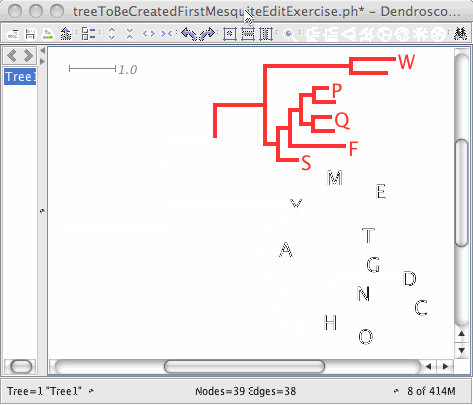 treeToBeCreatedFirstMesquiteEditExercise.ph* – Dendrosco...
Tree1
1.0
W
P
Q
F
S
M
E
Y
T
A
G
D
N
C
H
O
Tree=1 "Tree1"
Nodes=39 Edges=38
8 of 414M